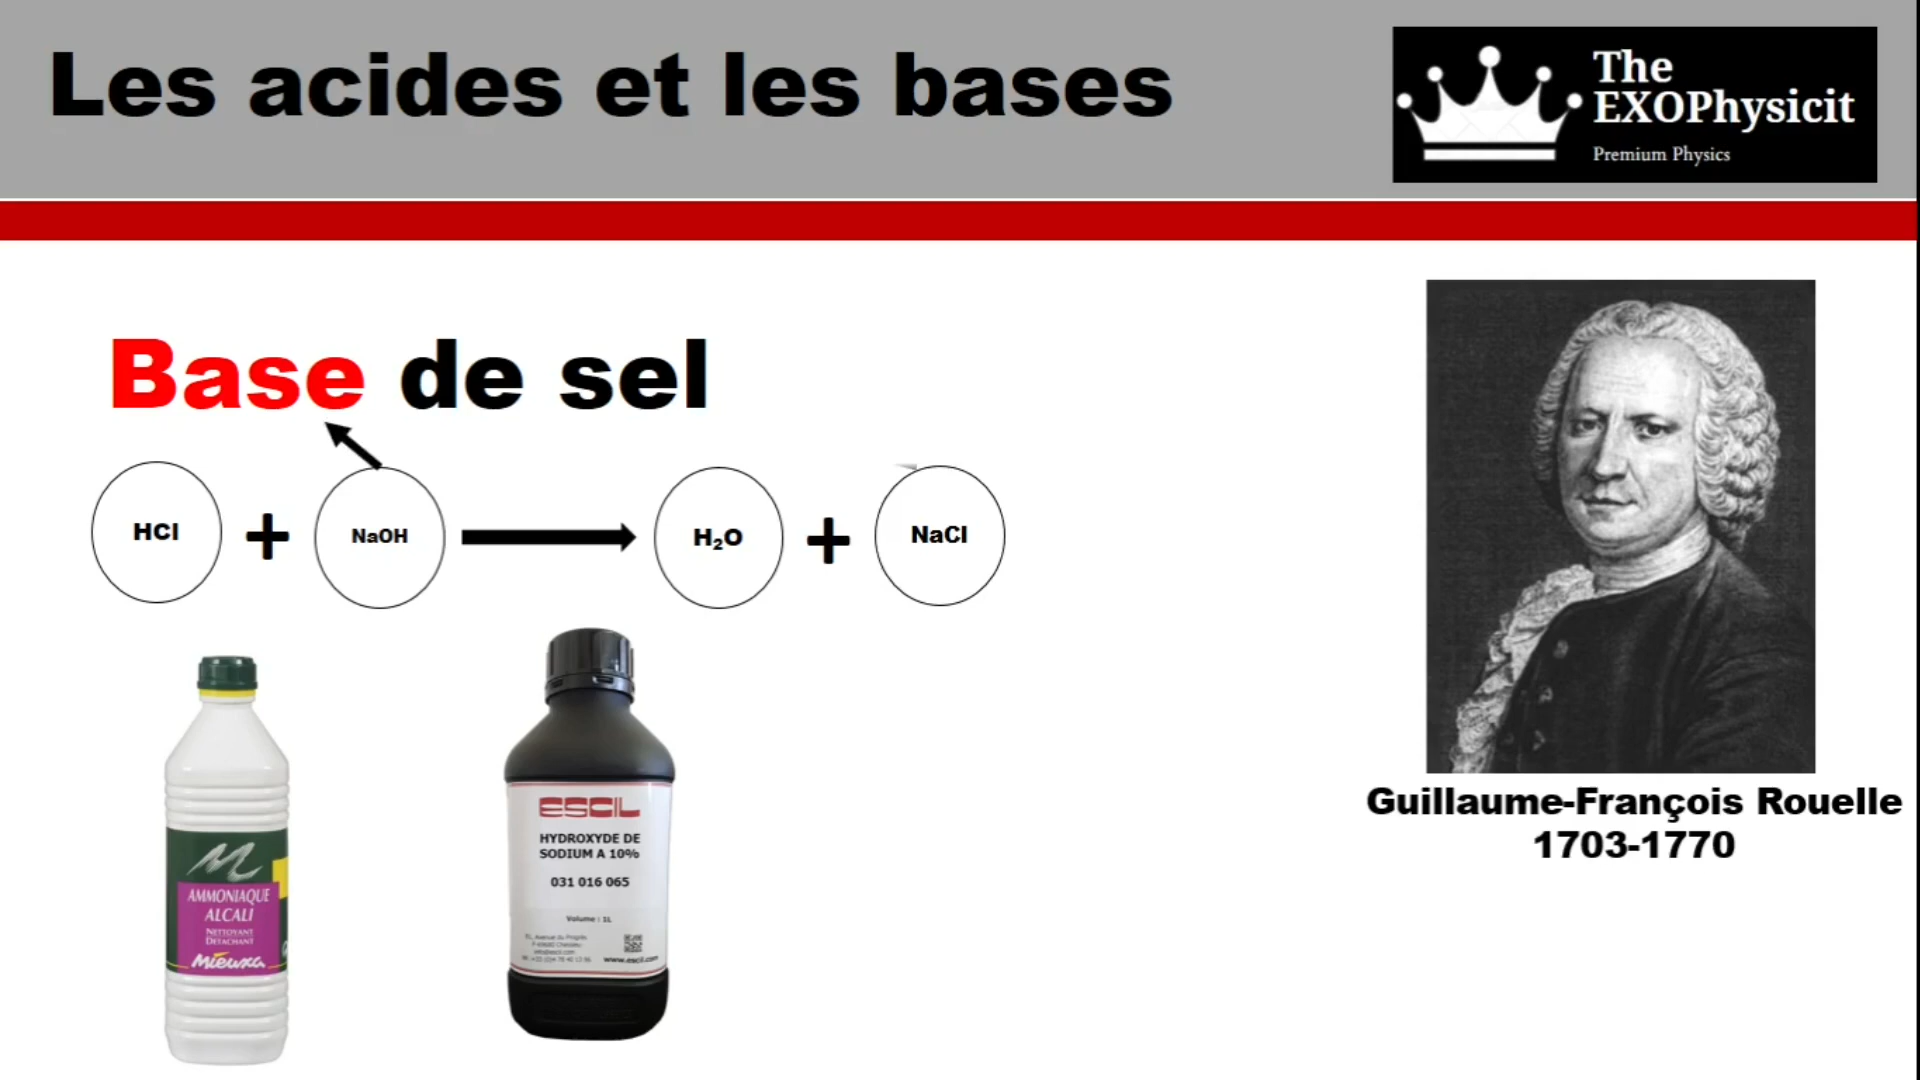 Les acides et les bases
The
EXOPhysicit
Premium Physics
Base de sel
HCl + NaOH H₂O + NaCl
AMMONIAQUE
ALCALI
NETTOYANT
DÉTACHANT
Mieuxa
ESCIL
HYDROXYDE DE
SODIUM A 10%
031 016 065
Volume : 1L
www.escil.com
Guillaume-François Rouelle
1703-1770